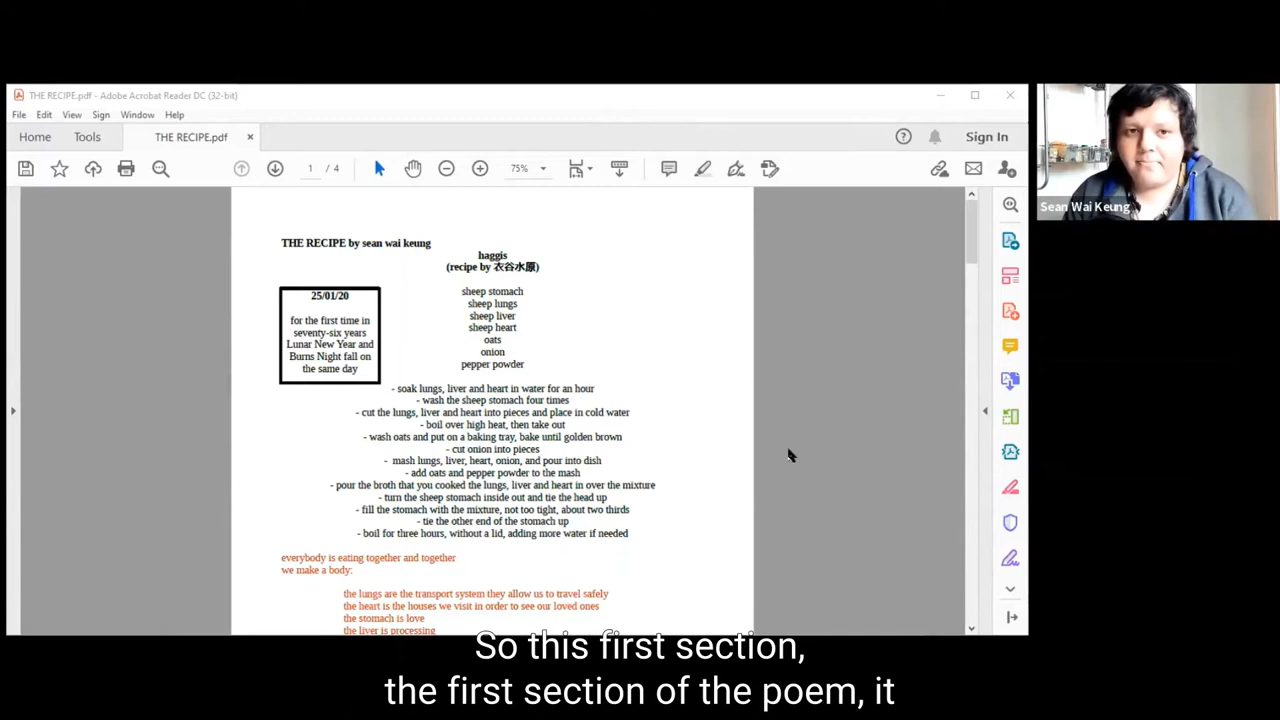 THE RECIPE.pdf - Adobe Acrobat Reader DC (32-bit)
File Edit View Sign Window Help
Home Tools THE RECIPE.pdf × Sign In
1 / 4 75%
Sean Wai Keung
THE RECIPE by sean wai keung
haggis
(recipe by 衣谷水原)
25/01/20
for the first time in
seventy-six years
Lunar New Year and
Burns Night fall on
the same day
sheep stomach
sheep lungs
sheep liver
sheep heart
oats
onion
pepper powder
- soak lungs, liver and heart in water for an hour
- wash the sheep stomach four times
- cut the lungs, liver and heart into pieces and place in cold water
- boil over high heat, then take out
- wash oats and put on a baking tray, bake until golden brown
- cut onion into pieces
- mash lungs, liver, heart, onion, and pour into dish
- add oats and pepper powder to the mash
- pour the broth that you cooked the lungs, liver and heart in over the mixture
- turn the sheep stomach inside out and tie the head up
- fill the stomach with the mixture, not too tight, about two thirds
- tie the other end of the stomach up
- boil for three hours, without a lid, adding more water if needed
everybody is eating together and together
we make a body:
the lungs are the transport system they allow us to travel safely
the heart is the houses we visit in order to see our loved ones
the stomach is love
the liver is processing
So this first section,
the first section of the poem, it